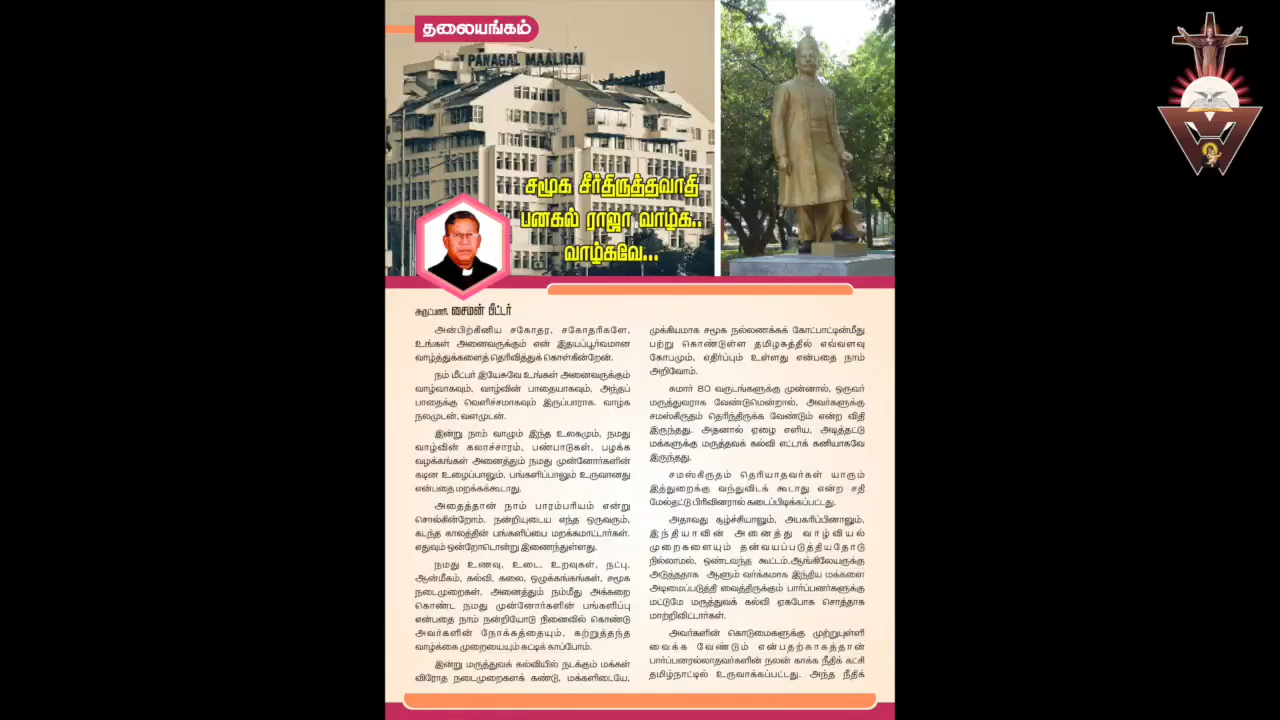 தலையங்கம்
PANAGAL MAALIGAI
சமூக சீர்திருத்தவாதி
பனகல் ராஜா வாழ்க..
வாழ்கவே...
அருட்பணி. சைமன் பீட்டர்
அன்பிற்கினிய சகோதர, சகோதரிகளே,
உங்கள் அனைவருக்கும் என் இதயப்பூர்வமான
வாழ்த்துக்களைத் தெரிவித்துக் கொள்கின்றேன்.
நம் மீட்பர் இயேசுவே உங்கள் அனைவருக்கும்
வாழ்வாகவும், வாழ்வின் பாதையாகவும், அந்தப்
பாதைக்கு வெளிச்சமாகவும் இருப்பாராக. வாழ்க
நலமுடன், வளமுடன்.
இன்று நாம் வாழும் இந்த உலகமும், நமது
வாழ்வின் கலாச்சாரம், பண்பாடுகள், பழக்க
வழக்கங்கள் அனைத்தும் நமது முன்னோர்களின்
கடின உழைப்பாலும், பங்களிப்பாலும் உருவானது
என்பதை மறக்கக்கூடாது.
அதைத்தான் நாம் பாரம்பரியம் என்று
சொல்கின்றோம். நன்றியுடைய எந்த ஒருவரும்,
கடந்த காலத்தின் பங்களிப்பை மறக்கமாட்டார்கள்.
எதுவும் ஒன்றோடொன்று இணைந்துள்ளது.
நமது உணவு, உடை, உறவுகள், நட்பு,
ஆன்மீகம், கல்வி, கலை, ஒழுக்கங்கங்கள், சமூக
நடைமுறைகள், அனைத்தும் நம்மீது அக்கறை
கொண்ட நமது முன்னோர்களின் பங்களிப்பு
என்பதை நாம் நன்றியோடு நினைவில் கொண்டு
அவர்களின் நோக்கத்தையும், கற்றுத்தந்த
வாழ்க்கை முறையையும் கட்டிக் காப்போம்.
இன்று மருத்துவக் கல்வியில் நடக்கும் மக்கள்
விரோத நடைமுறைகளக் கண்டு, மக்களிடையே,
முக்கியமாக சமூக நல்லணக்கக் கோட்பாட்டின்மீது
பற்று கொண்டுள்ள தமிழகத்தில் எவ்வளவு
கோபமும், எதிர்ப்பும் உள்ளது என்பதை நாம்
அறிவோம்.
சுமார் 80 வருடங்களுக்கு முன்னால், ஒருவர்
மருத்துவராக வேண்டுமென்றால், அவர்களுக்கு
சமஸ்கிருதம் தெரிந்திருக்க வேண்டும் என்ற விதி
இருந்தது. அதனால் ஏழை எளிய, அடித்தட்டு
மக்களுக்கு மருத்துவக் கல்வி எட்டாக் கனியாகவே
இருந்தது.
சமஸ்கிருதம் தெரியாதவர்கள் யாரும்
இத்துறைக்கு வந்துவிடக் கூடாது என்ற சதி
மேல்தட்டு பிரிவினரால் கடைப்பிடிக்கப்பட்டது.
அதாவது சூழ்ச்சியாலும், அபகரிப்பினாலும்,
இந்தியாவின் அனைத்து வாழ்வியல்
முறைகளையும் தன்வயப்படுத்தியதோடு
நில்லாமல், ஒண்டவந்த கூட்டம்.ஆங்கிலேயருக்கு
அடுத்ததாக ஆளும் வர்க்கமாக இந்திய மக்களை
அடிமைப்படுத்தீ வைத்திருக்கும் பார்ப்பனர்களுக்கு
மட்டுமே மருத்துவக் கல்வி ஏகபோக சொத்தாக
மாற்றிவிட்டார்கள்.
அவர்களின் கொடுமைகளுக்கு முற்றுபுள்ளி
வைக்க வேண்டும் என்பதற்காகத்தான்
பார்ப்பனரல்லாதவர்களின் நலன் காக்க நீதிக் கட்சி
தமிழ்நாட்டில் உருவாக்கப்பட்டது. அந்த நீதிக்